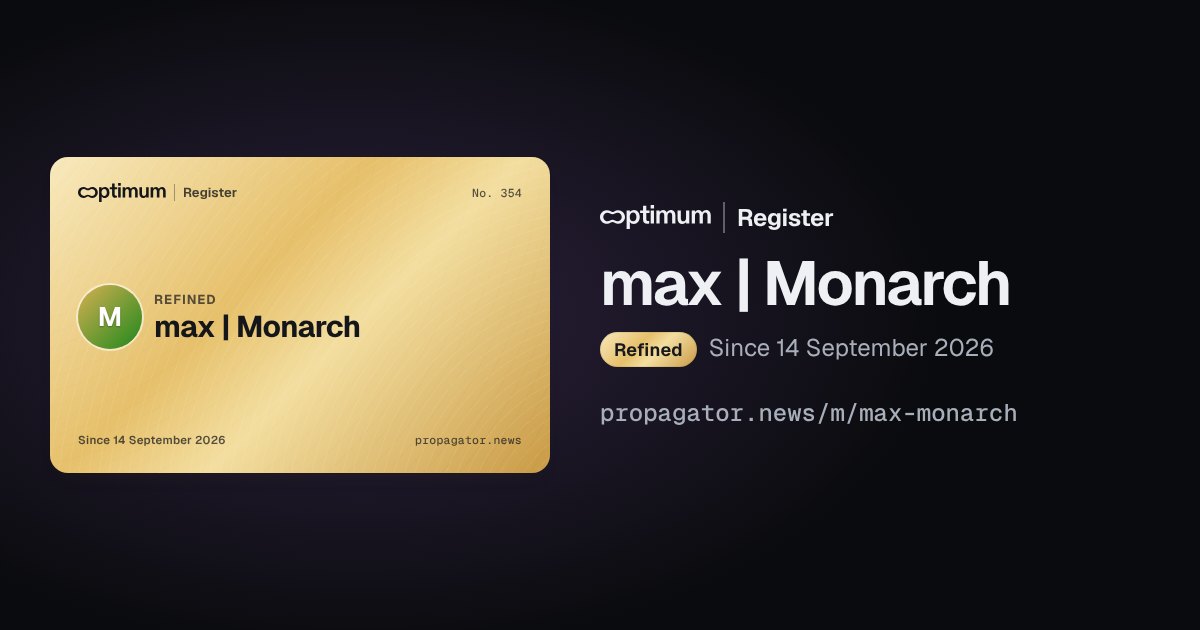 optimum | Register
No. 354
M
REFINED
max | Monarch
Since 14 September 2026
propagator.news
optimum | Register
max | Monarch
Refined
Since 14 September 2026
propagator.news/m/max-monarch